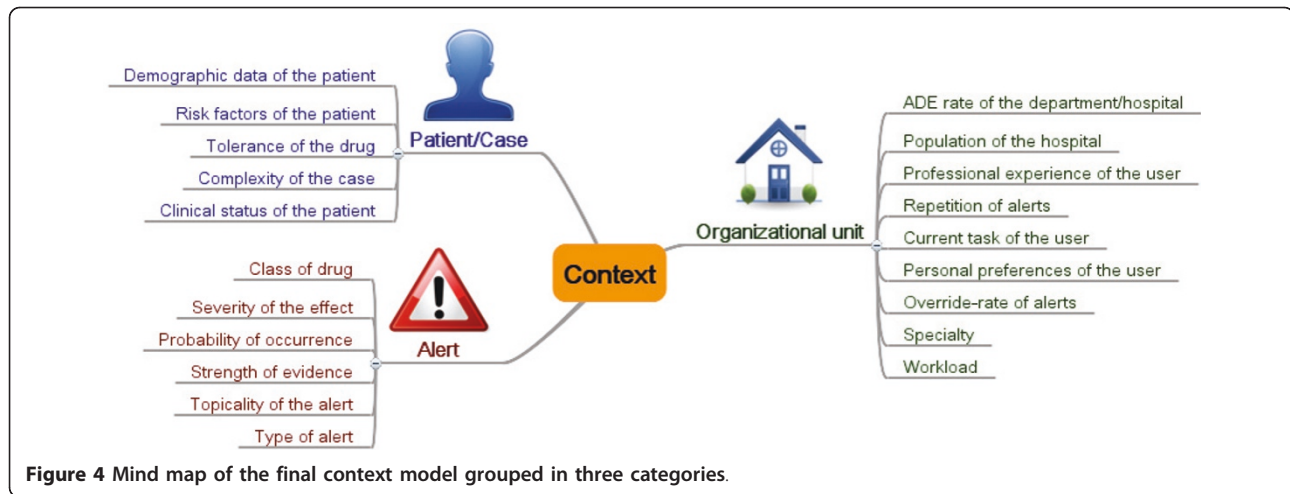 Demographic data of the patient
Risk factors of the patient
Tolerance of the drug
Complexity of the case
Clinical status of the patient
Patient/Case
Class of drug
Severity of the effect
Probability of occurrence
Strength of evidence
Topicality of the alert
Type of alert
Alert
Context
Organizational unit
ADE rate of the department/hospital
Population of the hospital
Professional experience of the user
Repetition of alerts
Current task of the user
Personal preferences of the user
Override-rate of alerts
Specialty
Workload
Figure 4 Mind map of the final context model grouped in three categories.